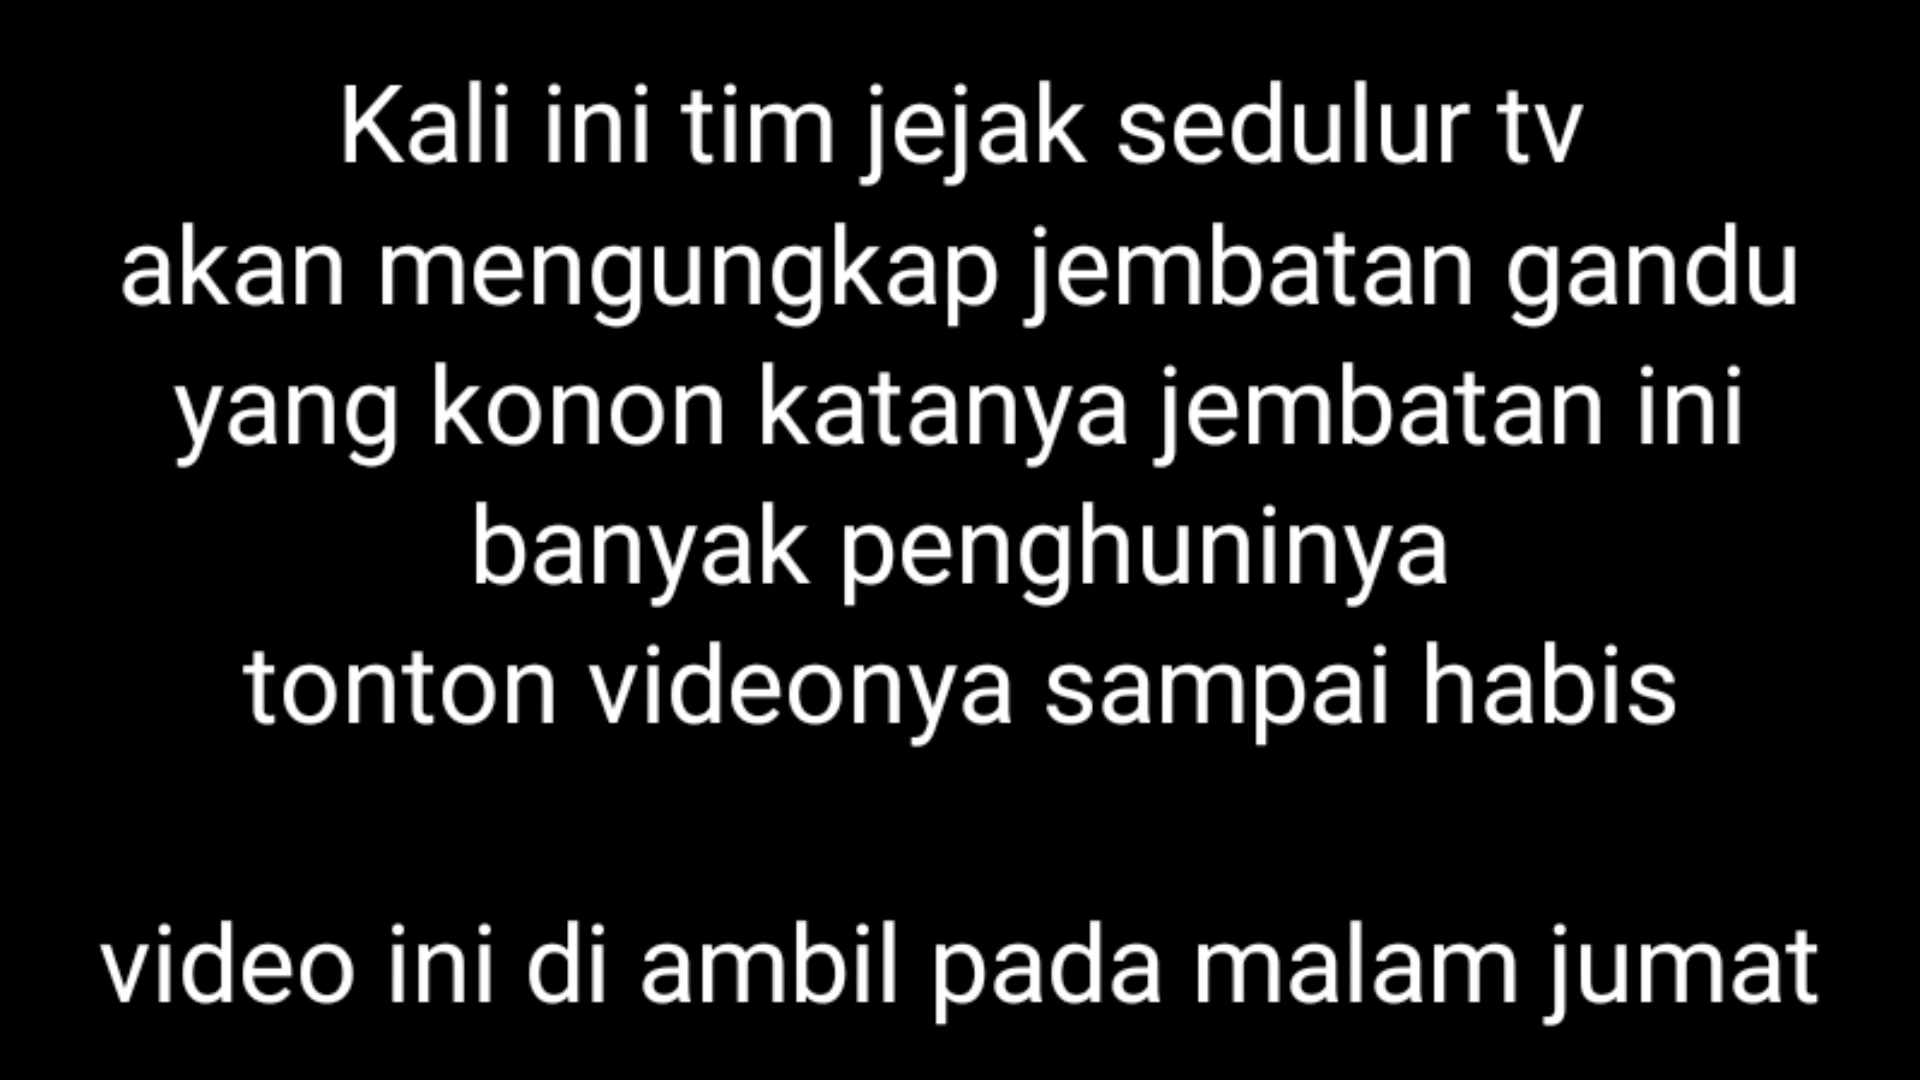 Kali ini tim jejak sedulur tv
akan mengungkap jembatan gandu
yang konon katanya jembatan ini
banyak penghuninya
tonton videonya sampai habis
video ini di ambil pada malam jumat